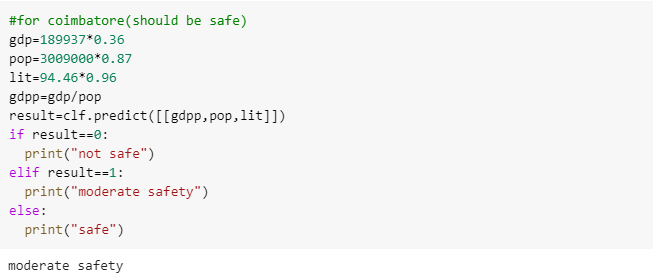 #for coimbatore(should be safe)
gdp=189937*0.36
pop=3009000*0.87
lit=94.46*0.96
gdpp=gdp/pop
result=clf.predict([[gdpp,pop,lit]])
if result==0:
  print("not safe")
elif result==1:
  print("moderate safety")
else:
  print("safe")
moderate safety